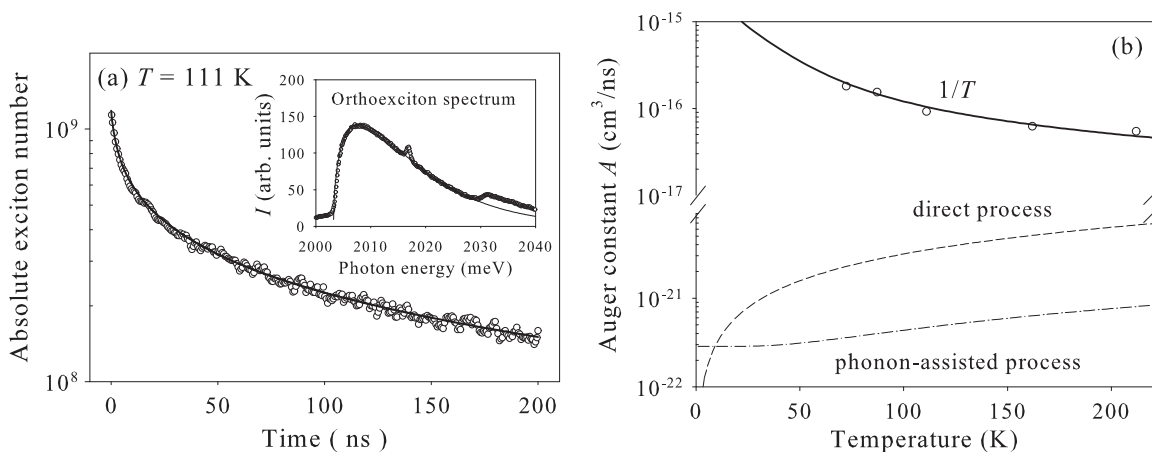 (a) T = 111 K
Orthoexciton spectrum
200
150
100
50
0
I (arb. units)
2000 2010 2020 2030 2040
Photon energy (meV)
10^9
10^8
Absolute exciton number
0 50 100 150 200
Time ( ns )
(b)
1/T
direct process
phonon-assisted process
10^-15
10^-16
10^-17
10^-21
10^-22
Auger constant A (cm^3/ns)
0 50 100 150 200
Temperature (K)